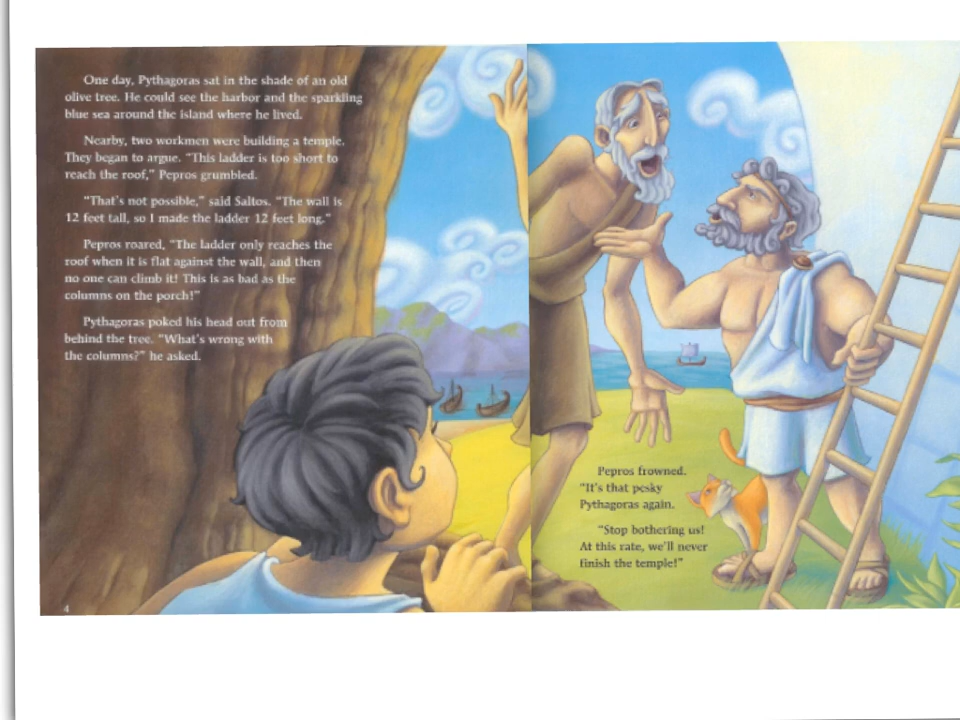 One day, Pythagoras sat in the shade of an old
olive tree. He could see the harbor and the sparkling
blue sea around the island where he lived.
Nearby, two workmen were building a temple.
They began to argue. “This ladder is too short to
reach the roof,” Pepros grumbled.
“That’s not possible,” said Saltos. “The wall is
12 feet tall, so I made the ladder 12 feet long.”
Pepros roared, “The ladder only reaches the
roof when it is flat against the wall, and then
no one can climb it! This is as bad as the
columns on the porch!”
Pythagoras poked his head out from
behind the tree. “What’s wrong with
the columns?” he asked.
4
Pepros frowned.
“It’s that pesky
Pythagoras again.
“Stop bothering us!
At this rate, we’ll never
finish the temple!”